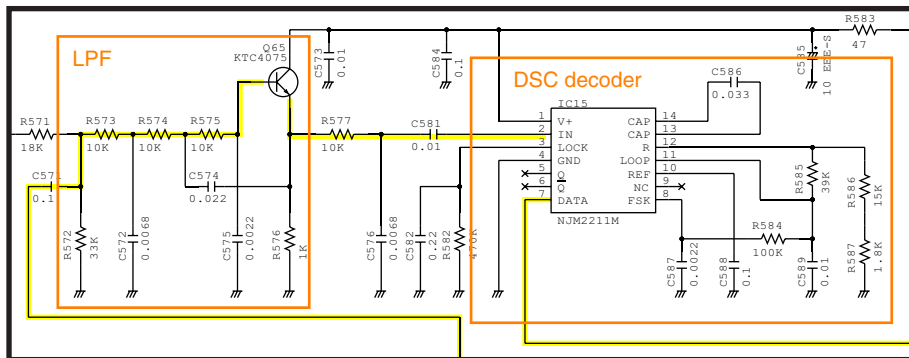 LPF
Q65
KTC4075
C573
0.01
C584
0.1
R583
47
C585
10 EEE-S
DSC decoder
C586
0.033
IC15
R571
18K
R573
10K
R574
10K
R575
10K
R577
10K
C581
0.01
1 V+ CAP 14
2 IN CAP 13
3 LOCK R 12
4 GND LOOP 11
5 Q REF 10
6 Q NC 9
7 DATA FSK 8
NJM2211M
C571
0.1
C574
0.022
R572
33K
C572
0.0068
C575
0.0022
R576
1K
C576
0.0068
C582
0.22
R582
470K
R585
39K
R586
15K
R584
100K
C587
0.0022
C588
0.1
C589
0.01
R587
1.8K